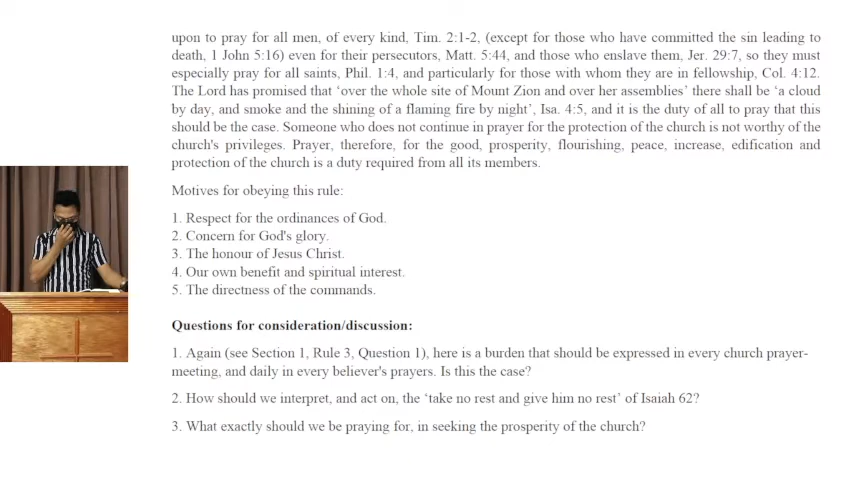 upon to pray for all men, of every kind, Tim. 2:1-2, (except for those who have committed the sin leading to
death, 1 John 5:16) even for their persecutors, Matt. 5:44, and those who enslave them, Jer. 29:7, so they must
especially pray for all saints, Phil. 1:4, and particularly for those with whom they are in fellowship, Col. 4:12.
The Lord has promised that ‘over the whole site of Mount Zion and over her assemblies’ there shall be ‘a cloud
by day, and smoke and the shining of a flaming fire by night’, Isa. 4:5, and it is the duty of all to pray that this
should be the case. Someone who does not continue in prayer for the protection of the church is not worthy of the
church's privileges. Prayer, therefore, for the good, prosperity, flourishing, peace, increase, edification and
protection of the church is a duty required from all its members.
Motives for obeying this rule:
1. Respect for the ordinances of God.
2. Concern for God's glory.
3. The honour of Jesus Christ.
4. Our own benefit and spiritual interest.
5. The directness of the commands.
Questions for consideration/discussion:
1. Again (see Section 1, Rule 3, Question 1), here is a burden that should be expressed in every church prayer-
meeting, and daily in every believer's prayers. Is this the case?
2. How should we interpret, and act on, the ‘take no rest and give him no rest’ of Isaiah 62?
3. What exactly should we be praying for, in seeking the prosperity of the church?